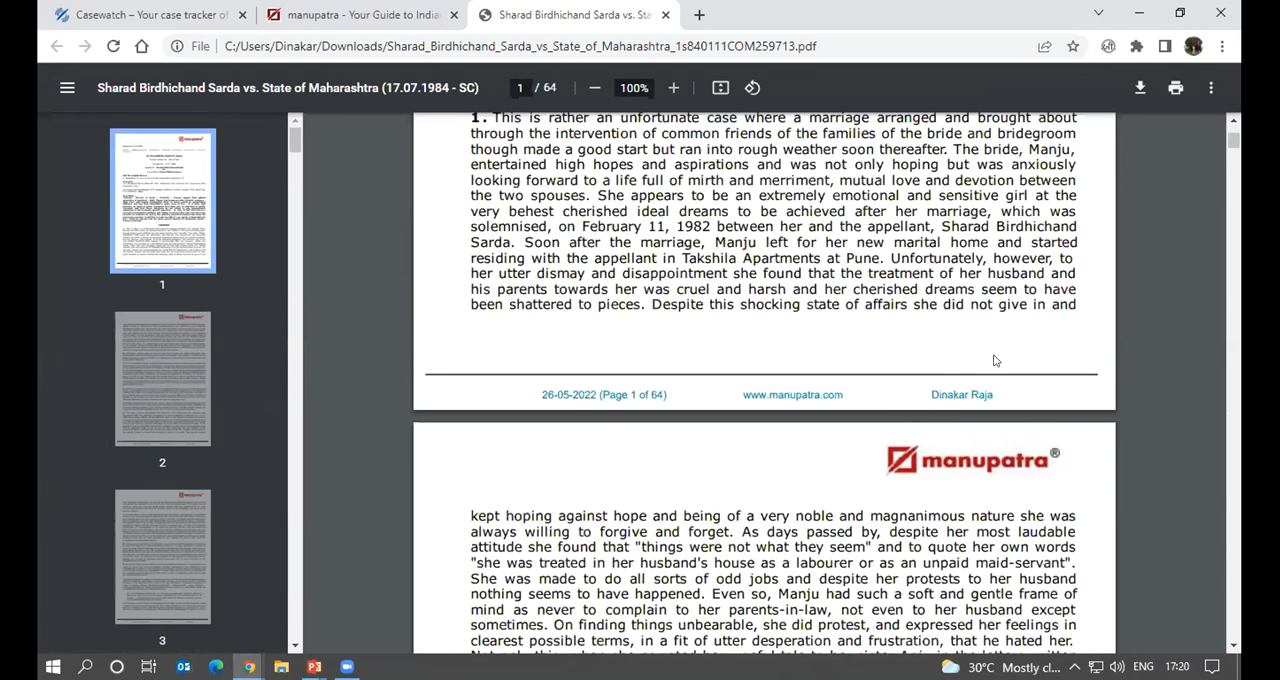 Casewatch – Your case tracker of
manupatra - Your Guide to India
Sharad Birdhichand Sarda vs. Sta
File
C:/Users/Dinakar/Downloads/Sharad_Birdhichand_Sarda_vs_State_of_Maharashtra_1s840111COM259713.pdf
Sharad Birdhichand Sarda vs. State of Maharashtra (17.07.1984 - SC)
1 / 64
100%
1
2
3
1. This is rather an unfortunate case where a marriage arranged and brought about
through the intervention of common friends of the families of the bride and bridegroom
though made a good start but ran into rough weather soon thereafter. The bride, Manju,
entertained high hopes and aspirations and was not only hoping but was anxiously
looking forward to a life full of mirth and merriment, mutual love and devotion between
the two spouses. She appears to be an extremely emotional and sensitive girl at the
very behest cherished ideal dreams to be achieved after her marriage, which was
solemnised, on February 11, 1982 between her and the appellant, Sharad Birdhichand
Sarda. Soon after the marriage, Manju left for her new marital home and started
residing with the appellant in Takshila Apartments at Pune. Unfortunately, however, to
her utter dismay and disappointment she found that the treatment of her husband and
his parents towards her was cruel and harsh and her cherished dreams seem to have
been shattered to pieces. Despite this shocking state of affairs she did not give in and
26-05-2022 (Page 1 of 64)
www.manupatra.com
Dinakar Raja
manupatra®
kept hoping against hope and being of a very noble and magnanimous nature she was
always willing to forgive and forget. As days passed by, despite her most laudable
attitude she found that "things were not what they seem" and to quote her own words
"she was treated in her husband's house as a labourer or as an unpaid maid-servant".
She was made to do all sorts of odd jobs and despite her protests to her husband
nothing seems to have happened. Even so, Manju had such a soft and gentle frame of
mind as never to complain to her parents-in-law, not even to her husband except
sometimes. On finding things unbearable, she did protest, and expressed her feelings in
clearest possible terms, in a fit of utter desperation and frustration, that he hated her.
30°C Mostly cl...
ENG
17:20